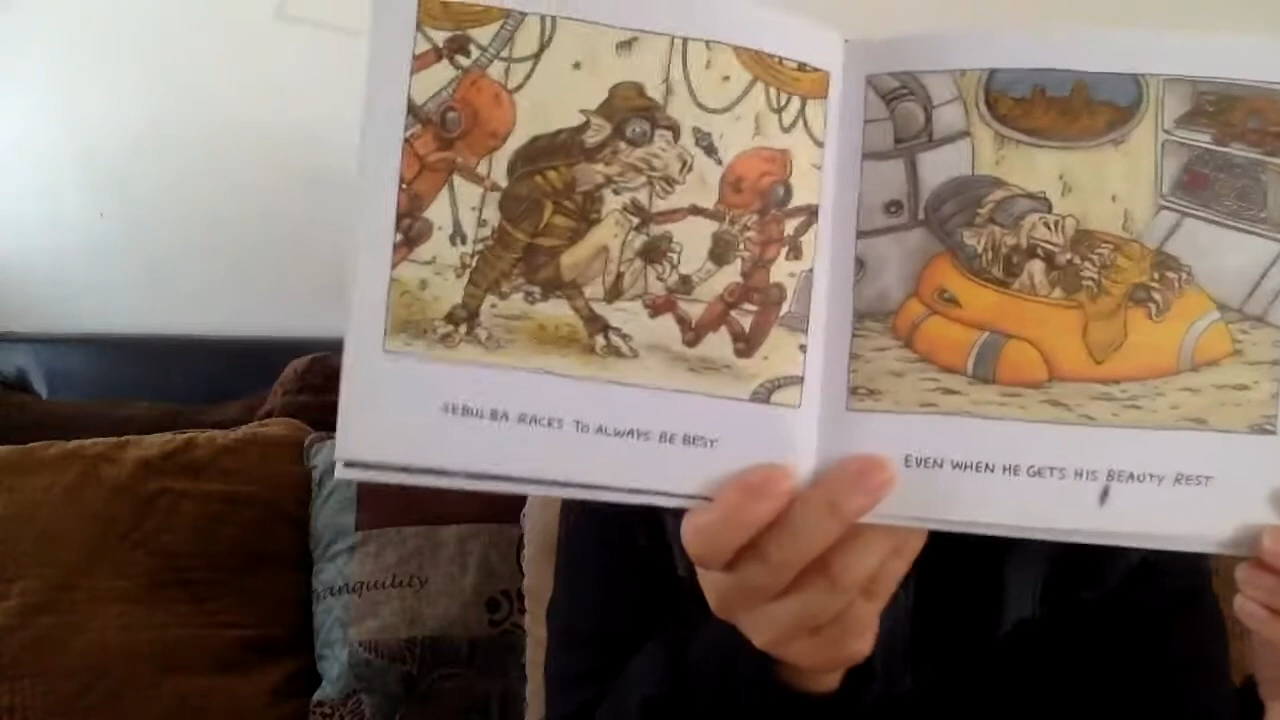 SEBULBA RACES TO ALWAYS BE BEST
EVEN WHEN HE GETS HIS BEAUTY REST
Tranquility